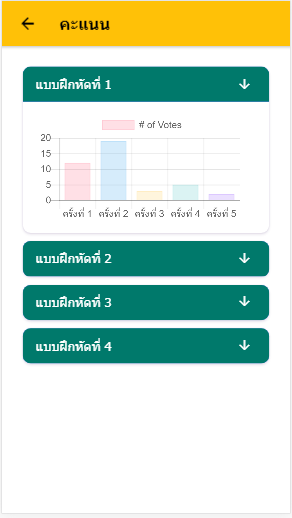 คะแนน
แบบฝึกหัดที่ 1
# of Votes
20
15
10
5
0
ครั้งที่ 1 ครั้งที่ 2 ครั้งที่ 3 ครั้งที่ 4 ครั้งที่ 5
แบบฝึกหัดที่ 2
แบบฝึกหัดที่ 3
แบบฝึกหัดที่ 4